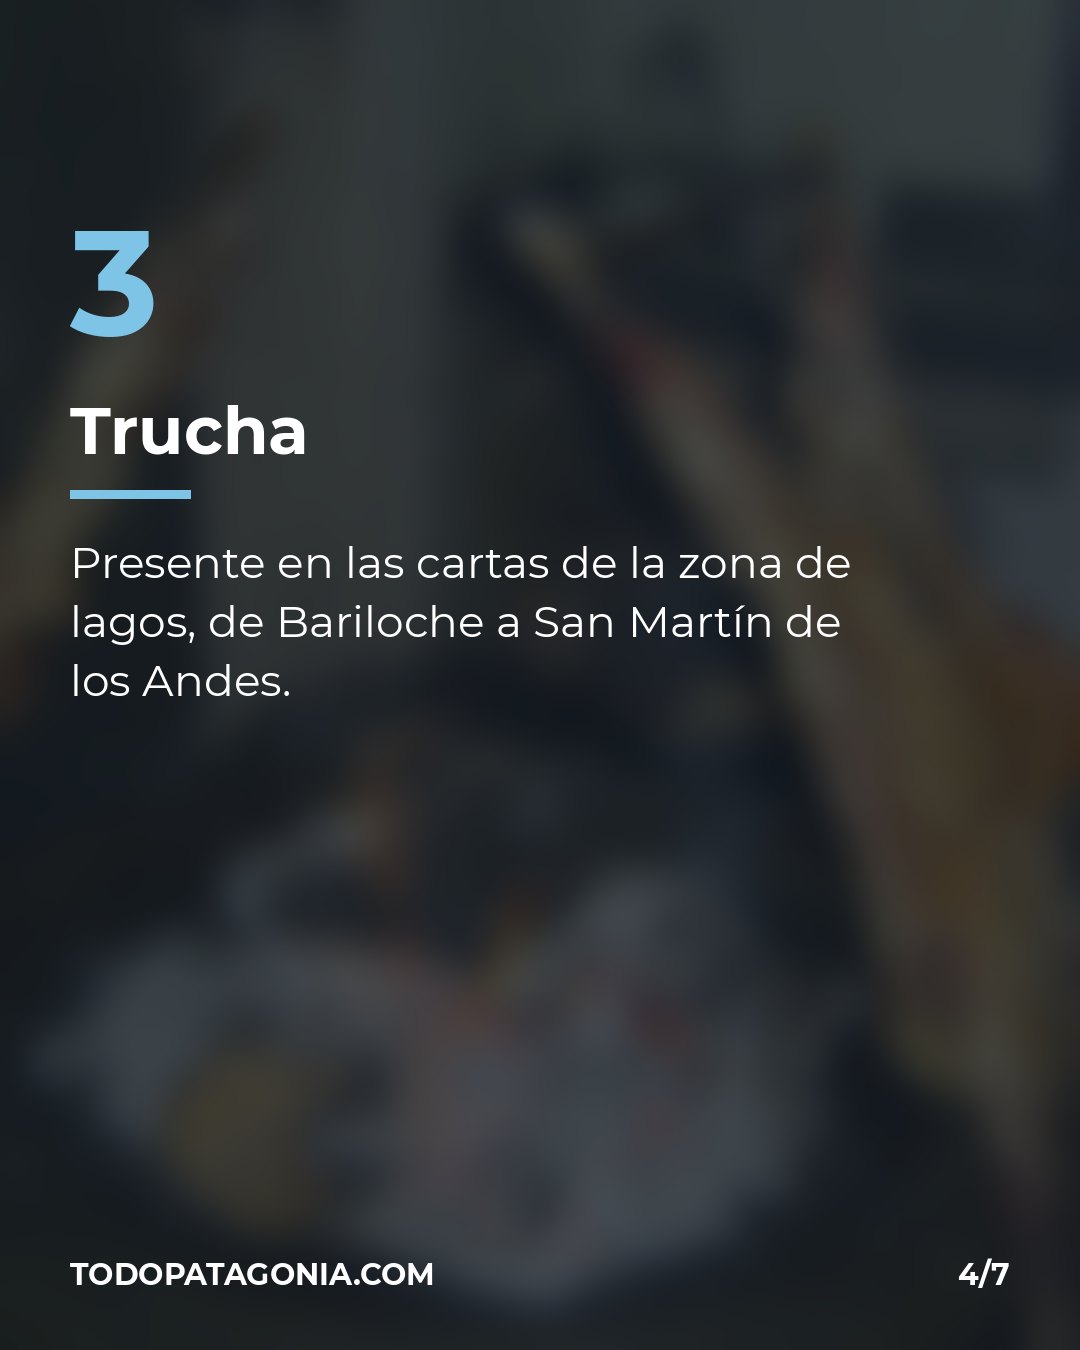 3
Trucha
Presente en las cartas de la zona de
lagos, de Bariloche a San Martín de
los Andes.
TODOPATAGONIA.COM
4/7